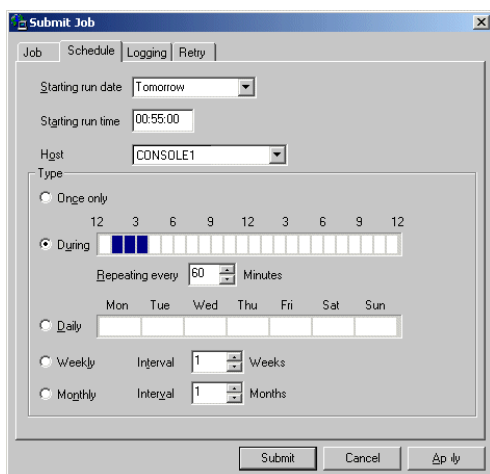 Submit Job
Job Schedule Logging Retry
Starting run date Tomorrow
Starting run time 00:55:00
Host CONSOLE1
Type
Once only
12 3 6 9 12 3 6 9 12
During
Repeating every 60 Minutes
Mon Tue Wed Thu Fri Sat Sun
Daily
Weekly Interval 1 Weeks
Monthly Interval 1 Months
Submit Cancel Apply